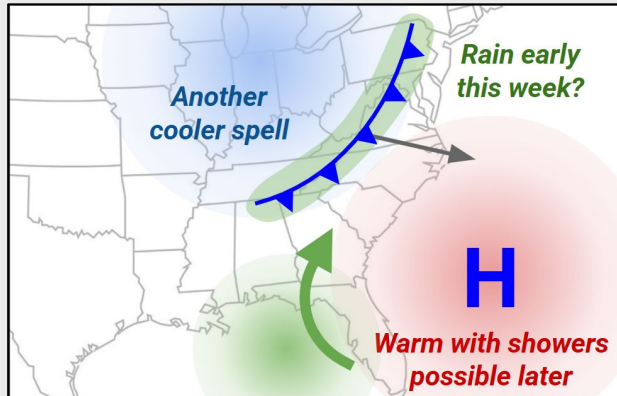 Another
cooler spell
Rain early
this week?
H
Warm with showers
possible later